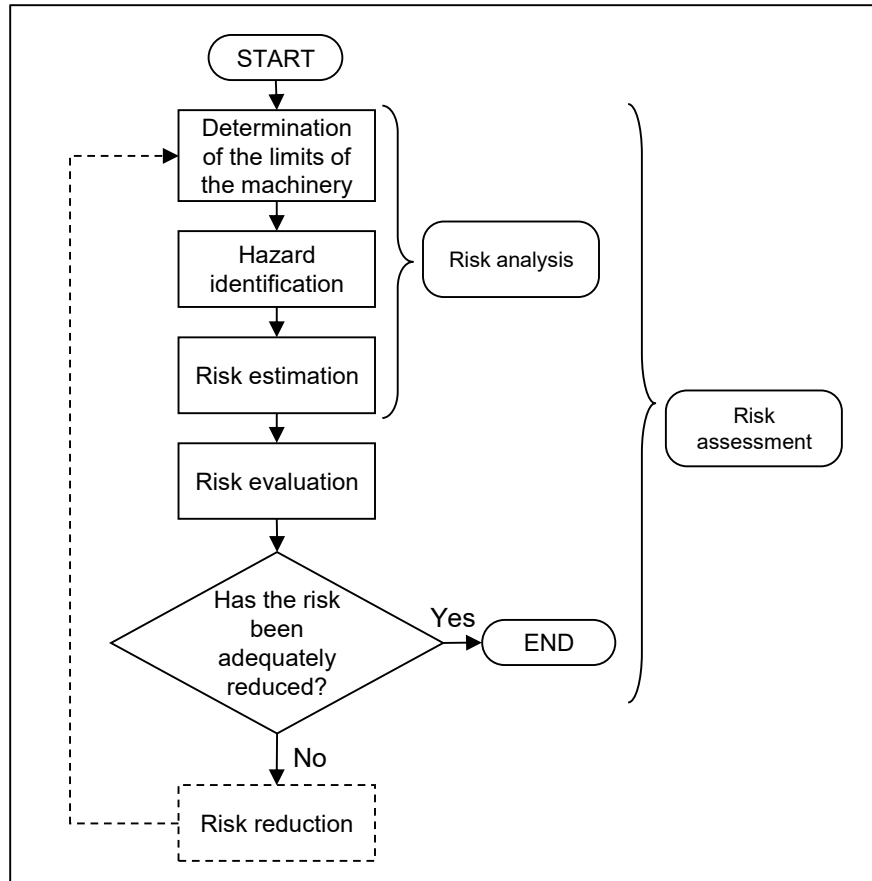 START
Determination
of the limits of
the machinery
Hazard
identification
Risk analysis
Risk estimation
Risk
assessment
Risk evaluation
Has the risk
been
adequately
reduced?
Yes
END
No
Risk reduction